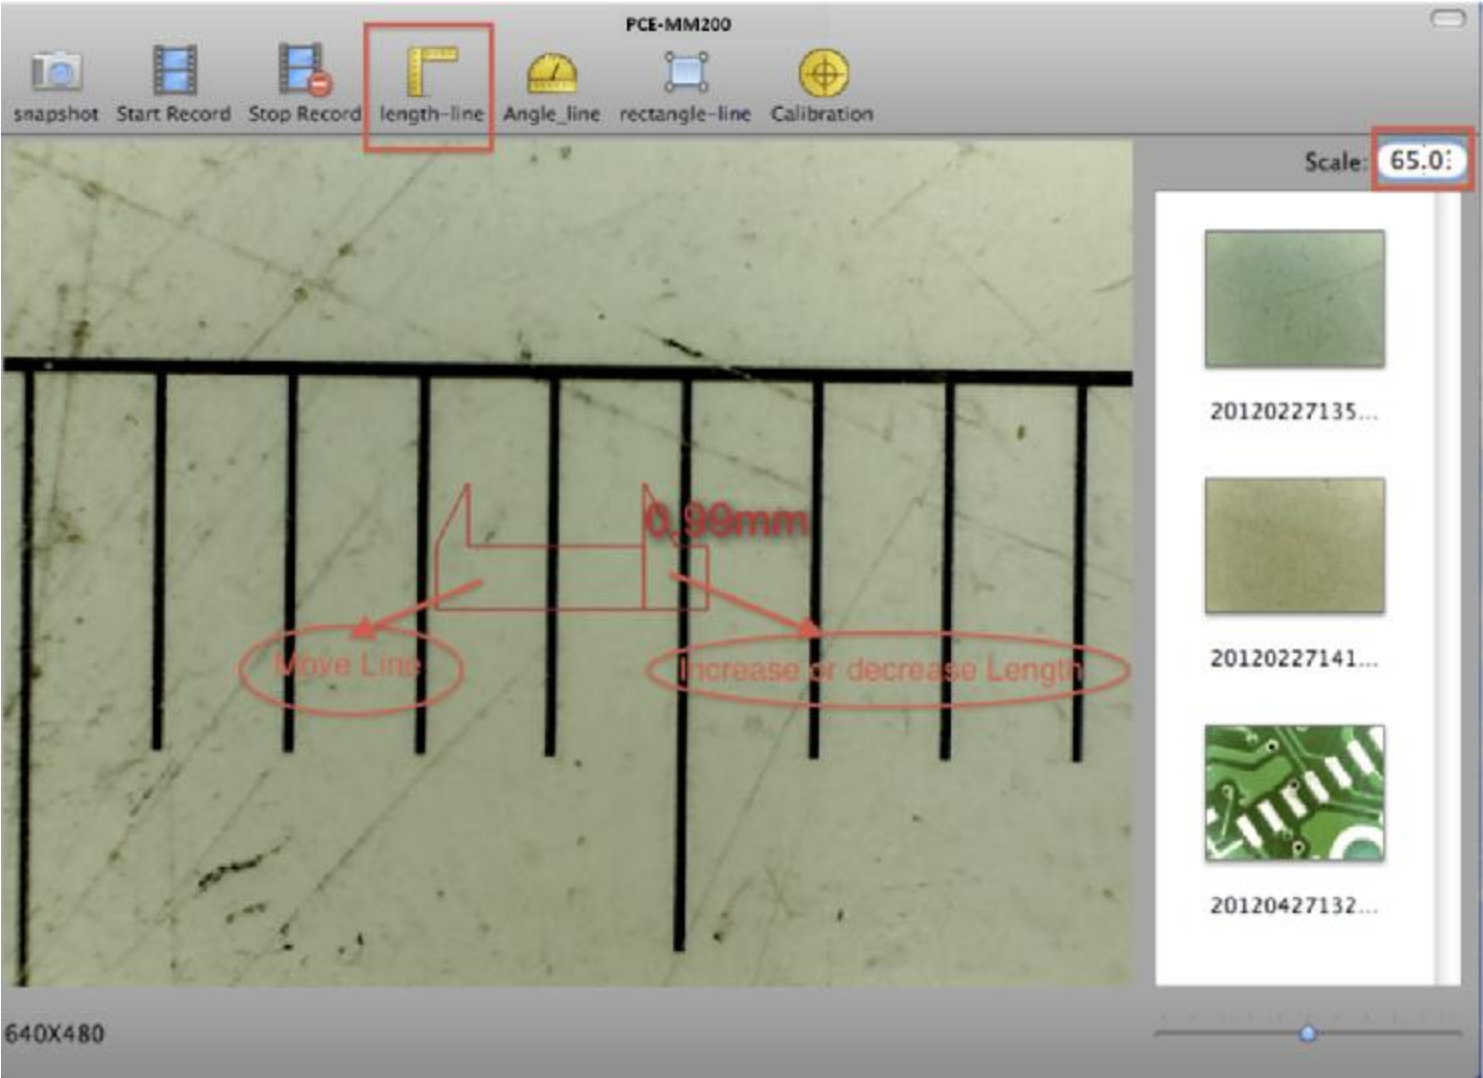 PCE-MM200
snapshot
Start Record
Stop Record
length-line
Angle_line
rectangle-line
Calibration
Scale:
65.0
0.99mm
Move Line
Increase or decrease Length
20120227135...
20120227141...
20120427132...
640X480